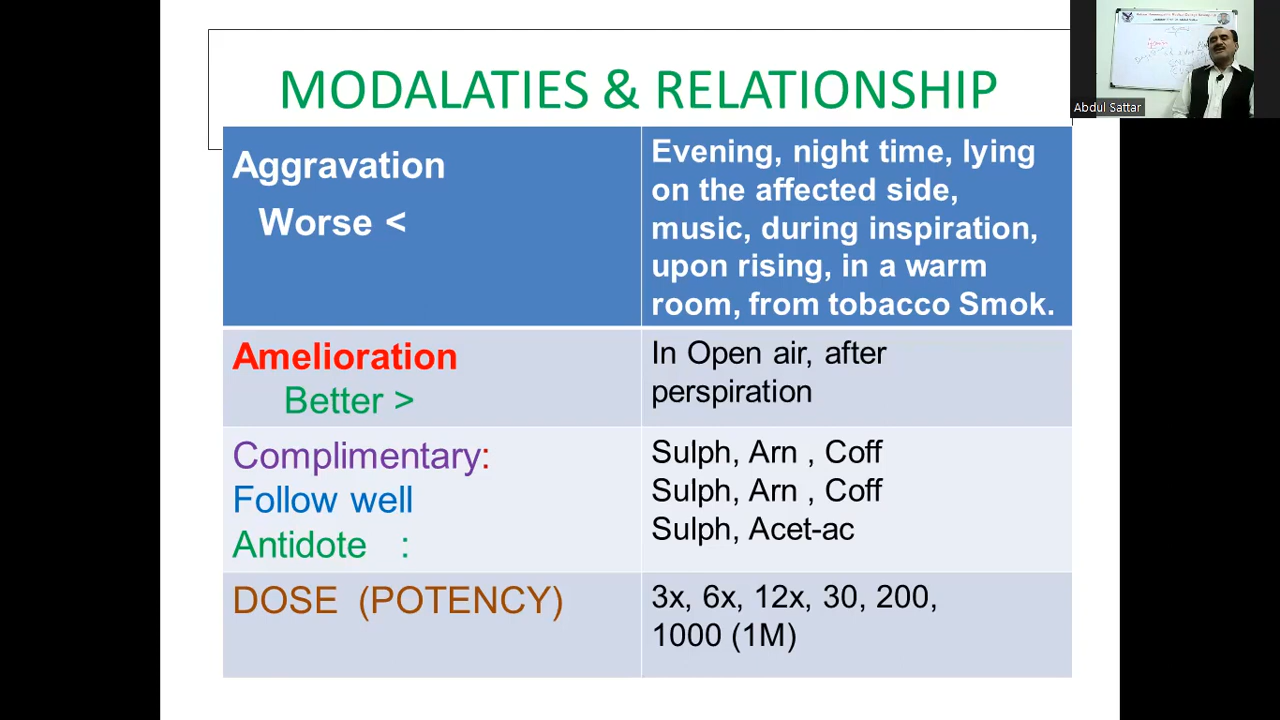 MODALATIES & RELATIONSHIP
Abdul Sattar
Aggravation
Worse <
Evening, night time, lying
on the affected side,
music, during inspiration,
upon rising, in a warm
room, from tobacco Smok.
Amelioration
Better >
In Open air, after
perspiration
Complimentary:
Follow well
Antidote :
Sulph, Arn , Coff
Sulph, Arn , Coff
Sulph, Acet-ac
DOSE (POTENCY)
3x, 6x, 12x, 30, 200,
1000 (1M)